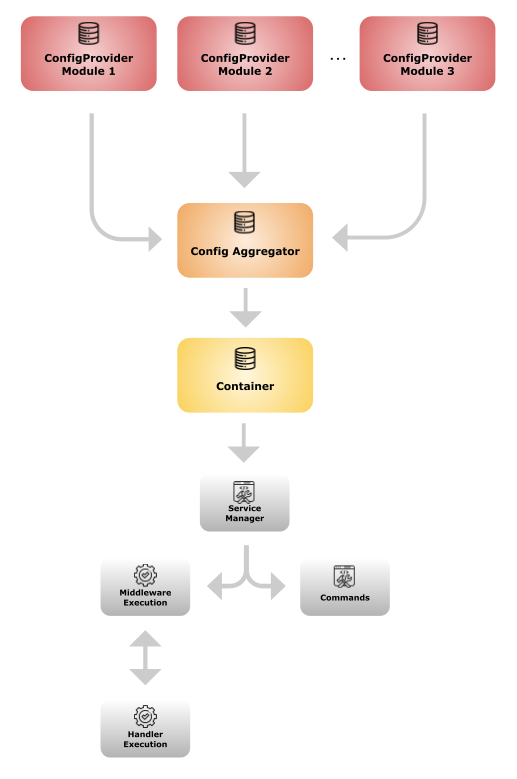 ConfigProvider
Module 1
ConfigProvider
Module 2
...
ConfigProvider
Module 3
Config Aggregator
Container
Service
Manager
Middleware
Execution
Commands
Handler
Execution